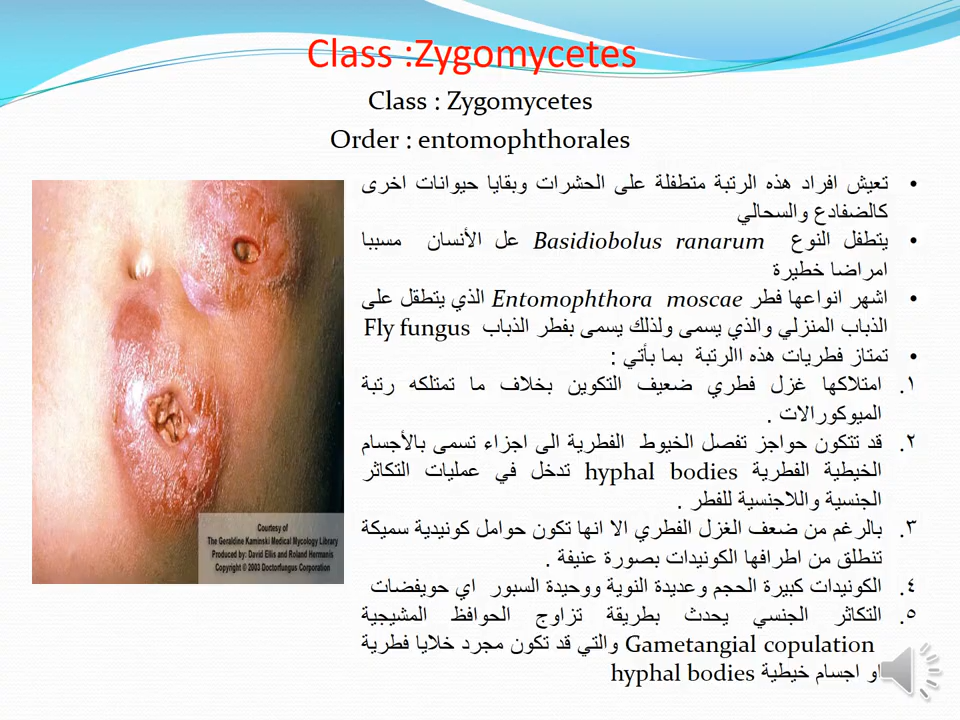 Class :Zygomycetes
Class : Zygomycetes
Order : entomophthorales
• تعيش افراد هذه الرتبة متطفلة على الحشرات وبقايا حيوانات اخرى
كالضفادع والسحالي
• يتطفل النوع Basidiobolus ranarum عل الأنسان مسببا
امراضا خطيرة
• اشهر انواعها فطر Entomophthora moscae الذي يتطقل على
الذباب المنزلي والذي يسمى ولذلك يسمى بفطر الذباب Fly fungus
• تمتاز فطريات هذه االرتبة بما بأتي :
١. امتلاكها غزل فطري ضعيف التكوين بخلاف ما تمتلكه رتبة
الميوكورالات .
٢. قد تتكون حواجز تفصل الخيوط الفطرية الى اجزاء تسمى بالأجسام
الخيطية الفطرية hyphal bodies تدخل في عمليات التكاثر
الجنسية واللاجنسية للفطر .
٣. بالرغم من ضعف الغزل الفطري الا انها تكون حوامل كونيدية سميكة
تنطلق من اطرافها الكونيدات بصورة عنيفة .
٤. الكونيدات كبيرة الحجم وعديدة النوية ووحيدة السبور اي حويفضات
٥. التكاثر الجنسي يحدث بطريقة تزاوج الحوافظ المشيجية
Gametangial copulation والتي قد تكون مجرد خلايا فطرية
او اجسام خيطية hyphal bodies
Courtesy of
The Geraldine Kaminski Medical Mycology Library
Produced by: David Ellis and Roland Hermanis
Copyright © 2003 Doctorfungus Corporation